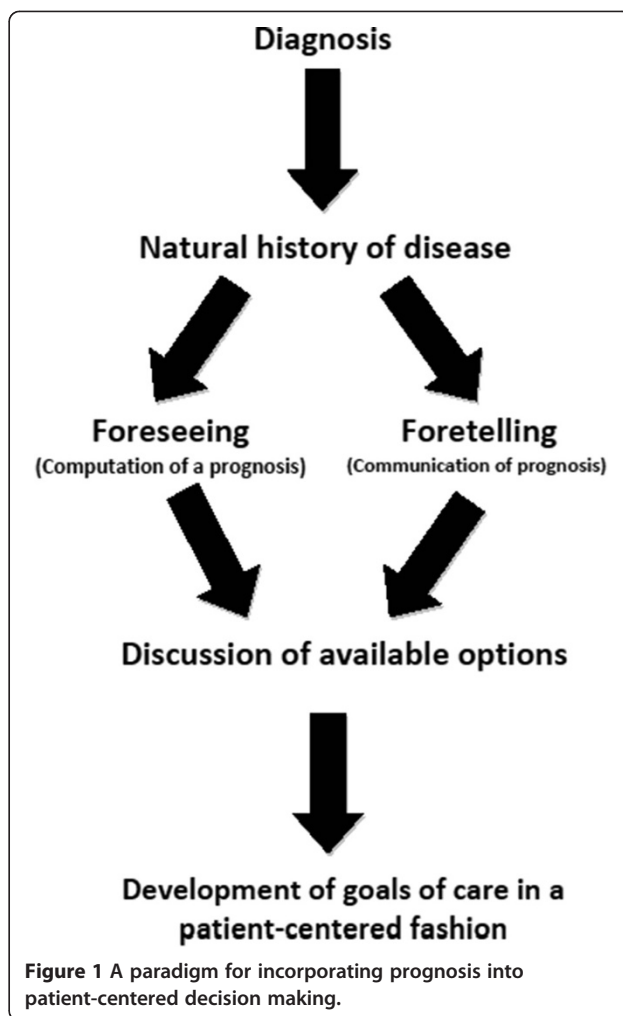 Diagnosis
Natural history of disease
Foreseeing
(Computation of a prognosis)
Foretelling
(Communication of prognosis)
Discussion of available options
Development of goals of care in a
patient-centered fashion
Figure 1 A paradigm for incorporating prognosis into
patient-centered decision making.